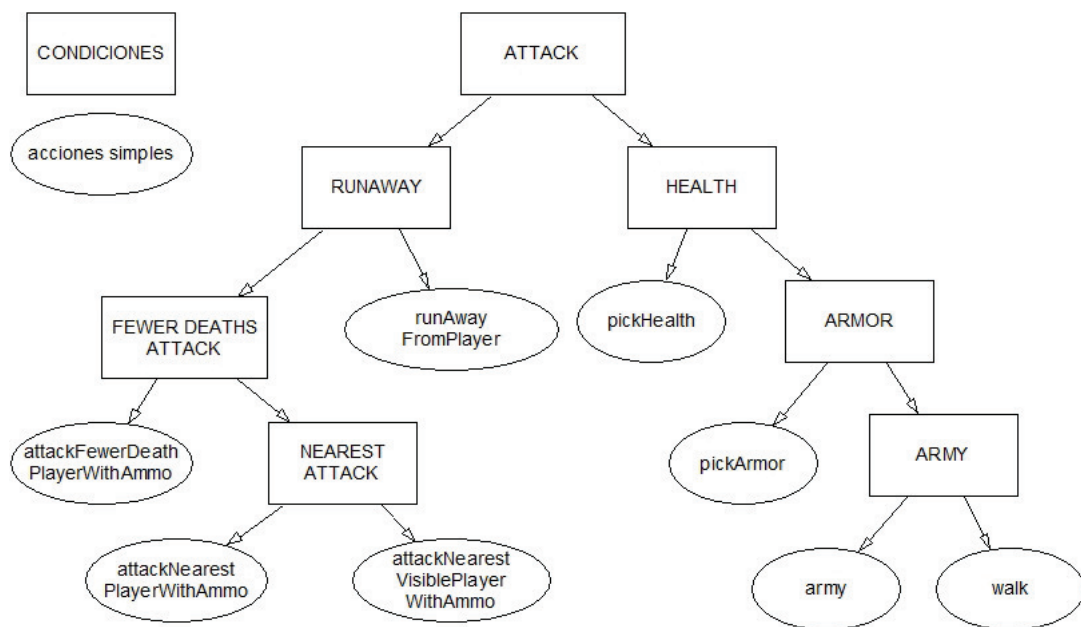 CONDICIONES
ATTACK
acciones simples
RUNAWAY
HEALTH
FEWER DEATHS
ATTACK
runAway
FromPlayer
pickHealth
ARMOR
attackFewerDeath
PlayerWithAmmo
NEAREST
ATTACK
pickArmor
ARMY
attackNearest
PlayerWithAmmo
attackNearest
VisiblePlayer
WithAmmo
army
walk